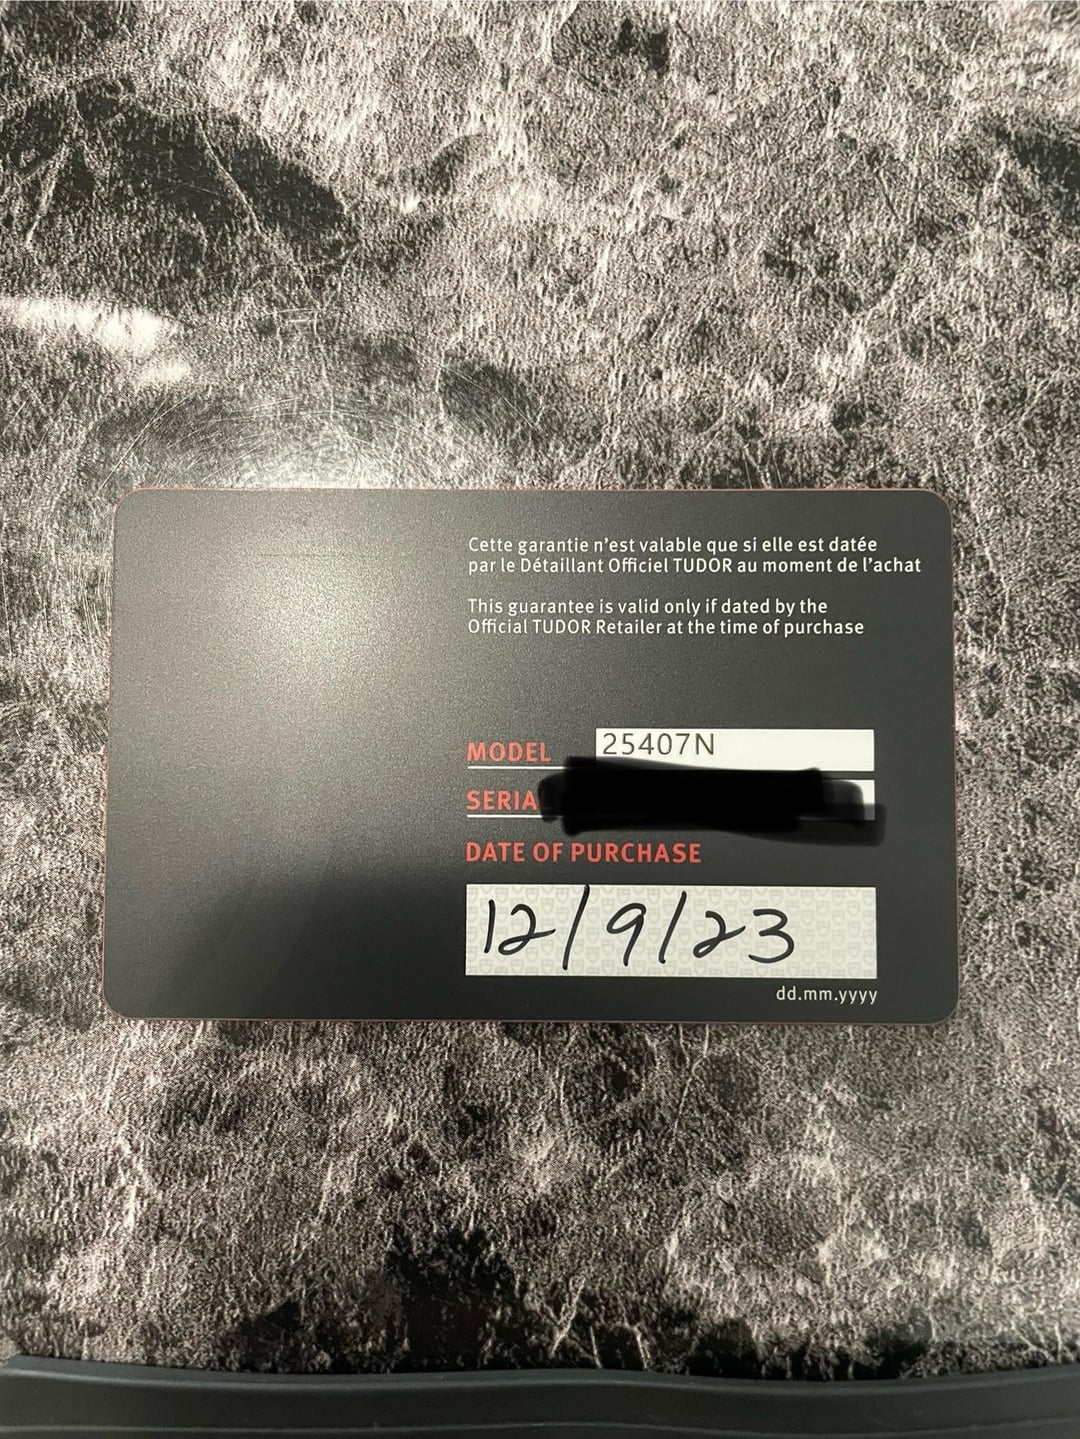 Cette garantie n'est valable que si elle est datée
par le Détaillant Officiel TUDOR au moment de l'achat
This guarantee is valid only if dated by the
Official TUDOR Retailer at the time of purchase
MODEL 25407N
SERIA
DATE OF PURCHASE
12/9/23
dd.mm.yyyy